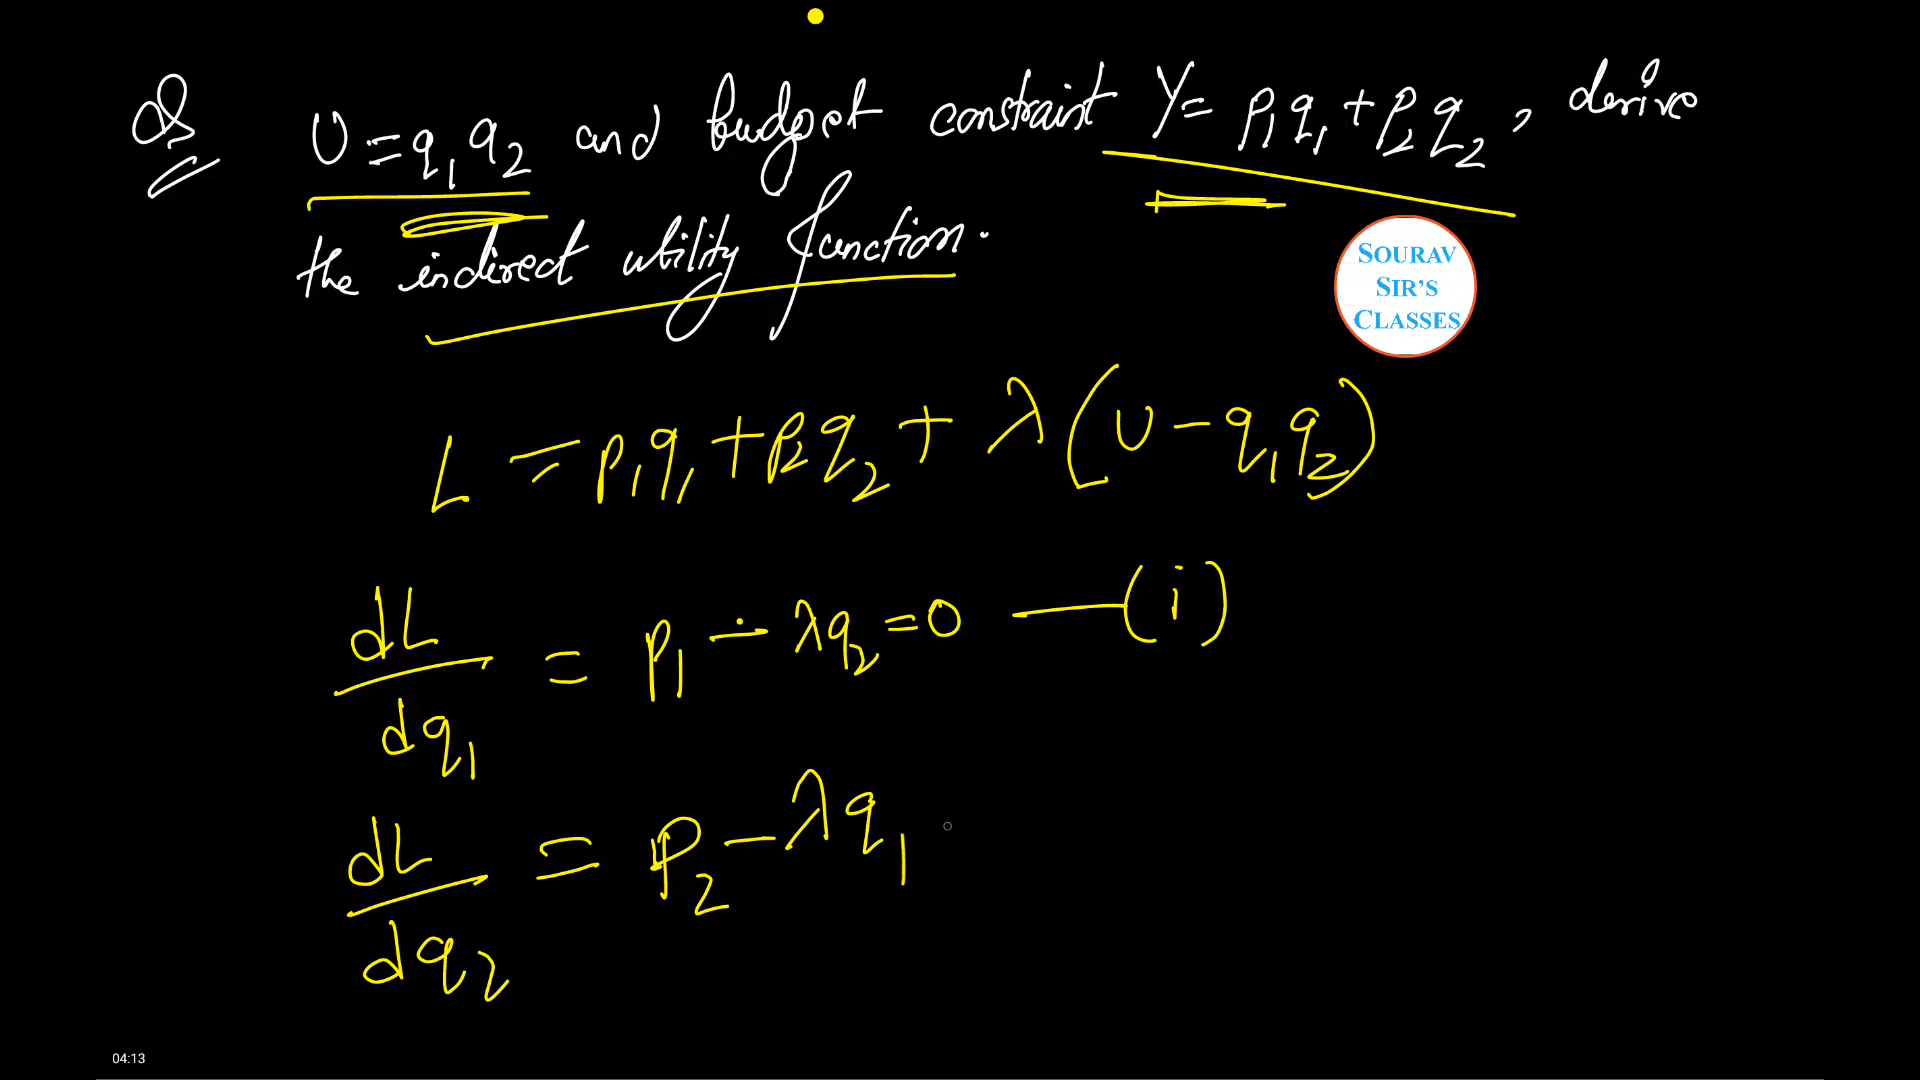 Q. U = q₁q₂ and budget constraint Y = p₁q₁ + p₂q₂, derive
the indirect utility function.
SOURAV
SIR'S
CLASSES
L = p₁q₁ + p₂q₂ + λ(U - q₁q₂)
dL/dq₁ = p₁ - λq₂ = 0 —(i)
dL/dq₂ = p₂ - λq₁
04:13